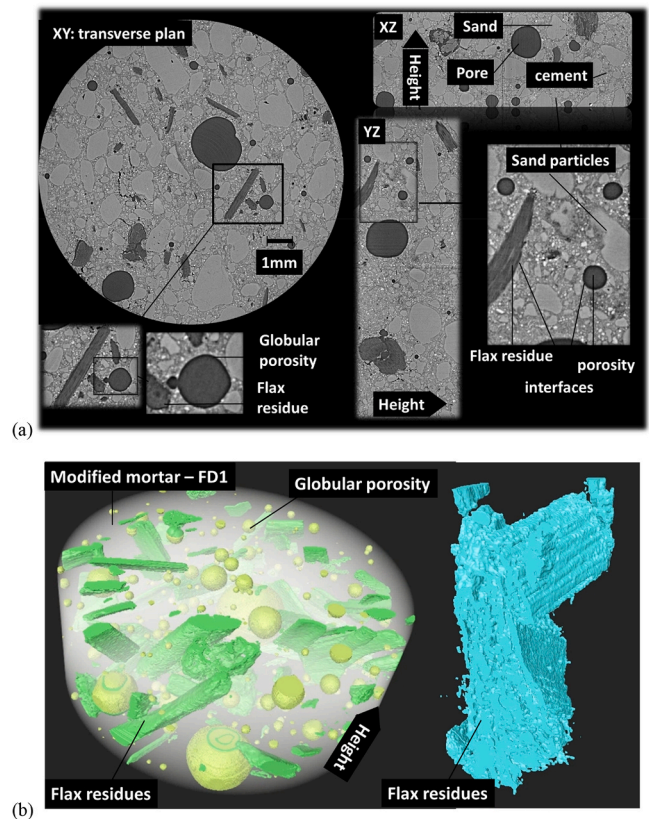 XY: transverse plan
XZ
Sand
Height
Pore
cement
YZ
Sand particles
1mm
Globular
porosity
Flax
residue
Flax residue
porosity
interfaces
Height
(a)
Modified mortar – FD1
Globular porosity
Height
Flax residues
Flax residues
(b)